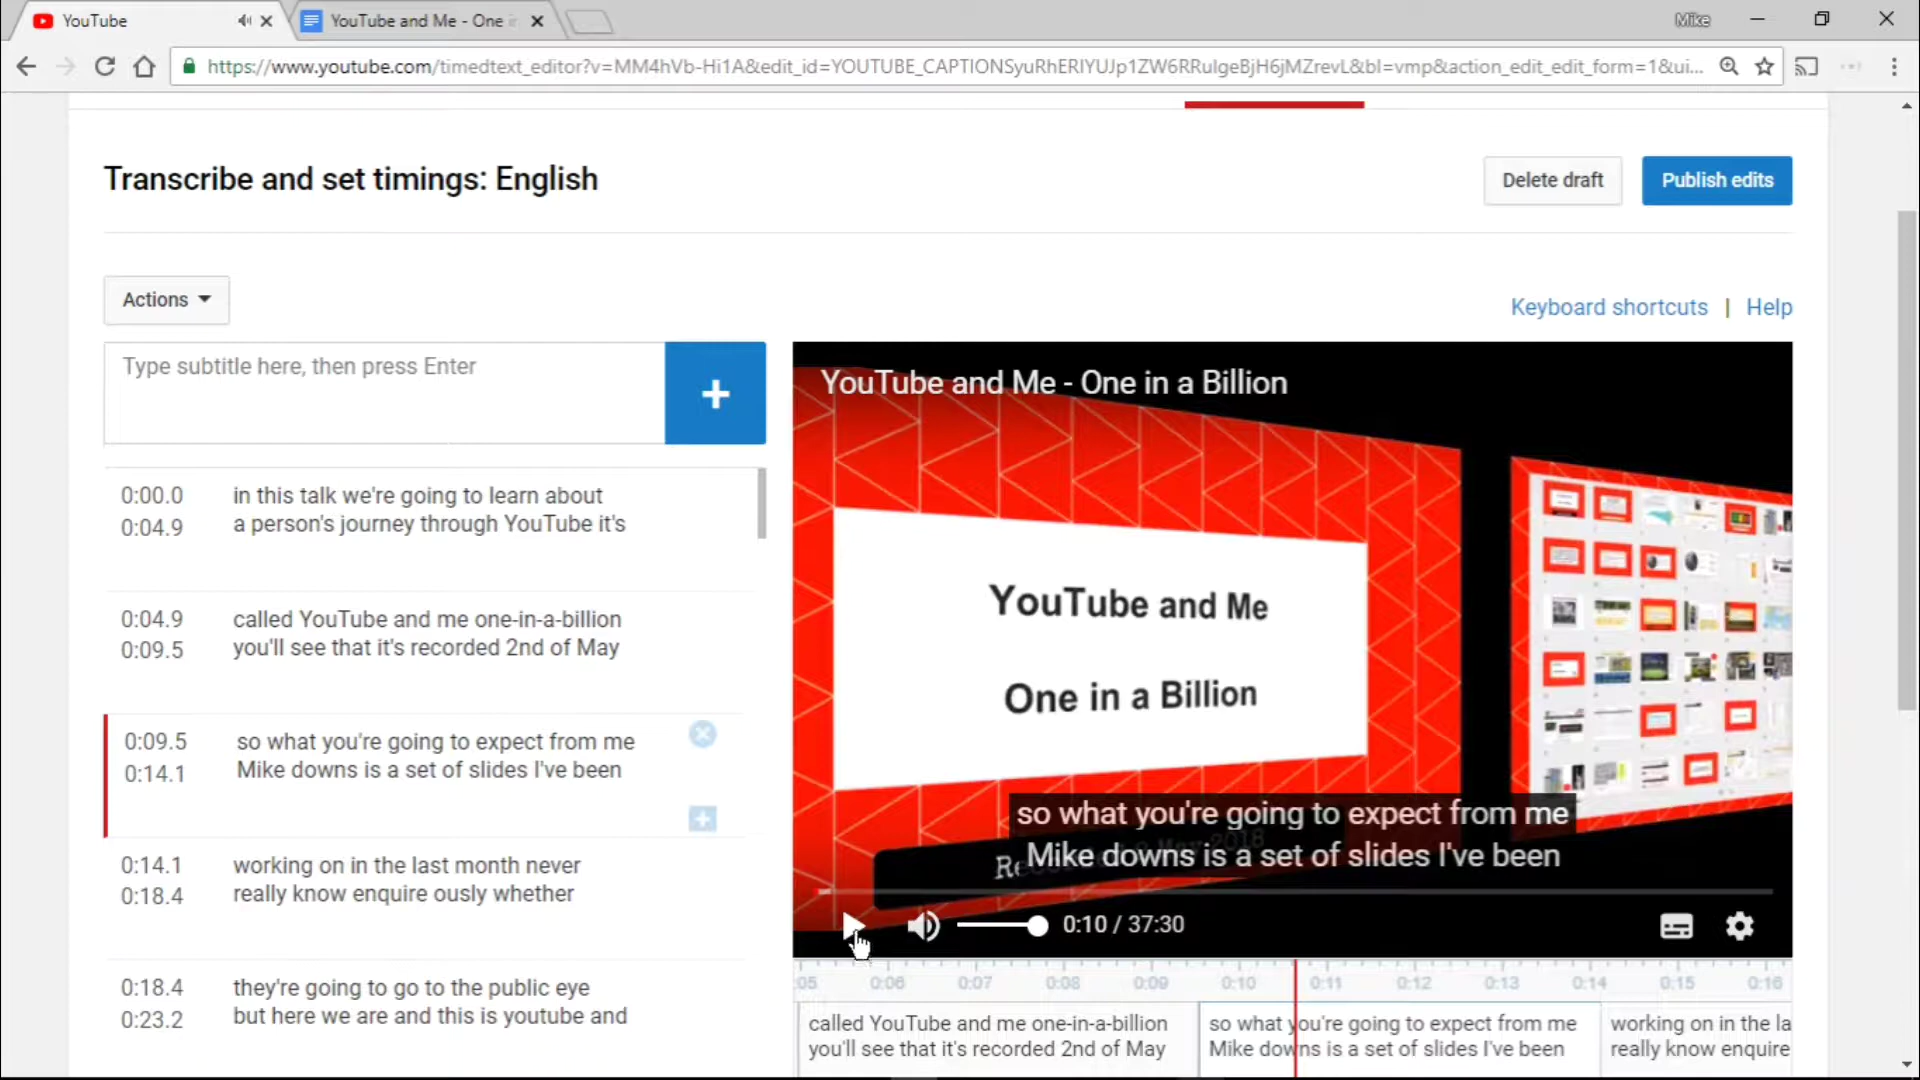 YouTube
YouTube and Me - One
Mike
https://www.youtube.com/timedtext_editor?v=MM4hVb-Hi1A&edit_id=YOUTUBE_CAPTIONSyuRhERIYUJp1ZW6RRulgeBjH6jMZrevL&bl=vmp&action_edit_edit_form=1&ui...
Transcribe and set timings: English
Delete draft
Publish edits
Actions
Keyboard shortcuts | Help
Type subtitle here, then press Enter
0:00.0 in this talk we're going to learn about
0:04.9 a person's journey through YouTube it's
0:04.9 called YouTube and me one-in-a-billion
0:09.5 you'll see that it's recorded 2nd of May
0:09.5 so what you're going to expect from me
0:14.1 Mike downs is a set of slides I've been
0:14.1 working on in the last month never
0:18.4 really know enquire ously whether
0:18.4 they're going to go to the public eye
0:23.2 but here we are and this is youtube and
YouTube and Me - One in a Billion
YouTube and Me
One in a Billion
so what you're going to expect from me
Mike downs is a set of slides I've been
0:10 / 37:30
:05 0:06 0:07 0:08 0:09 0:10 0:11 0:12 0:13 0:14 0:15 0:16
called YouTube and me one-in-a-billion
you'll see that it's recorded 2nd of May
so what you're going to expect from me
Mike downs is a set of slides I've been
working on in the la
really know enquire